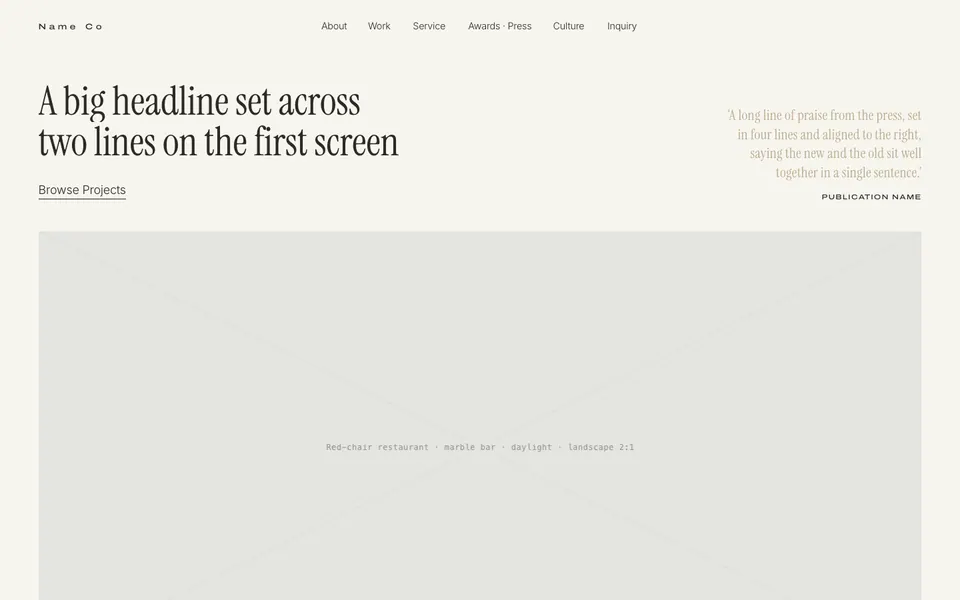 Name Co
About Work Service Awards · Press Culture Inquiry
A big headline set across
two lines on the first screen
Browse Projects
‘A long line of praise from the press, set
in four lines and aligned to the right,
saying the new and the old sit well
together in a single sentence.’
PUBLICATION NAME
Red-chair restaurant · marble bar · daylight · landscape 2:1